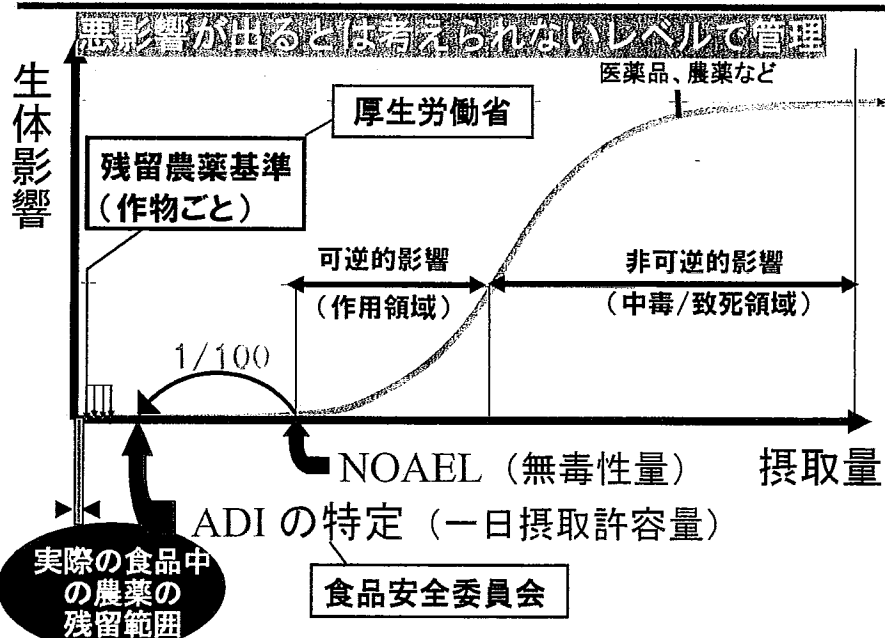 悪影響が出るとは考えられないレベルで管理
生体影響
医薬品、農薬など
厚生労働省
残留農薬基準
(作物ごと)
可逆的影響
(作用領域)
非可逆的影響
(中毒/致死領域)
1/100
NOAEL (無毒性量)
摂取量
ADI の特定 (一日摂取許容量)
実際の食品中
の農薬の
残留範囲
食品安全委員会